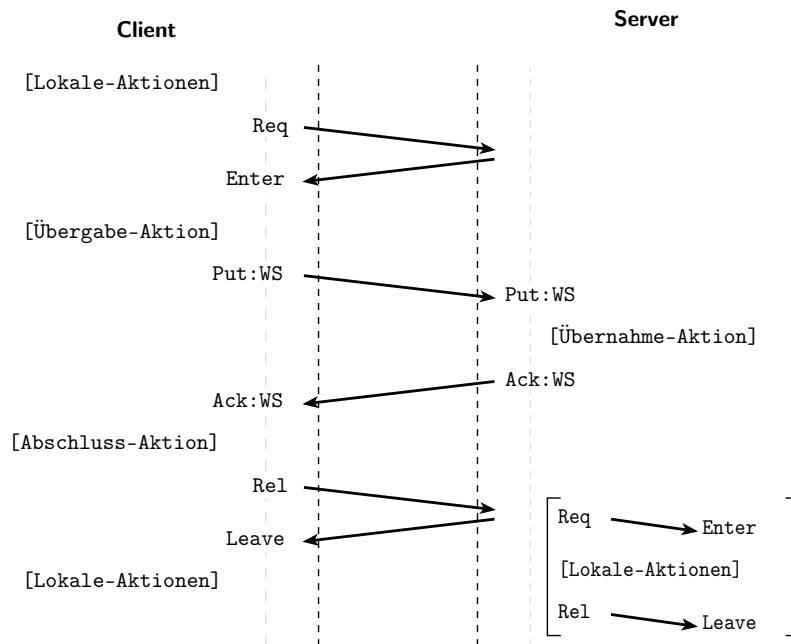 Client
Server
[Lokale-Aktionen]
Req
Enter
[Übergabe-Aktion]
Put:WS
Put:WS
[Übernahme-Aktion]
Ack:WS
Ack:WS
[Abschluss-Aktion]
Rel
Leave
[Lokale-Aktionen]
Req Enter
[Lokale-Aktionen]
Rel Leave